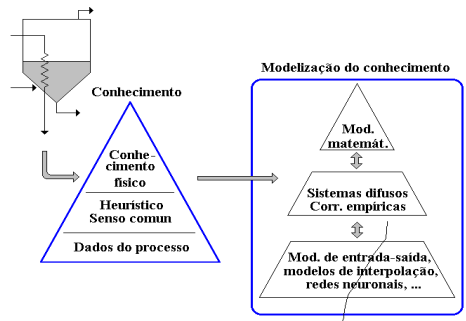 Conhecimento
Conhe-
cimento
físico
Heurístico
Senso comun
Dados do processo
Modelização do conhecimento
Mod.
matemát.
Sistemas difusos
Corr. empíricas
Mod. de entrada-saída,
modelos de interpolação,
redes neuronais, ...